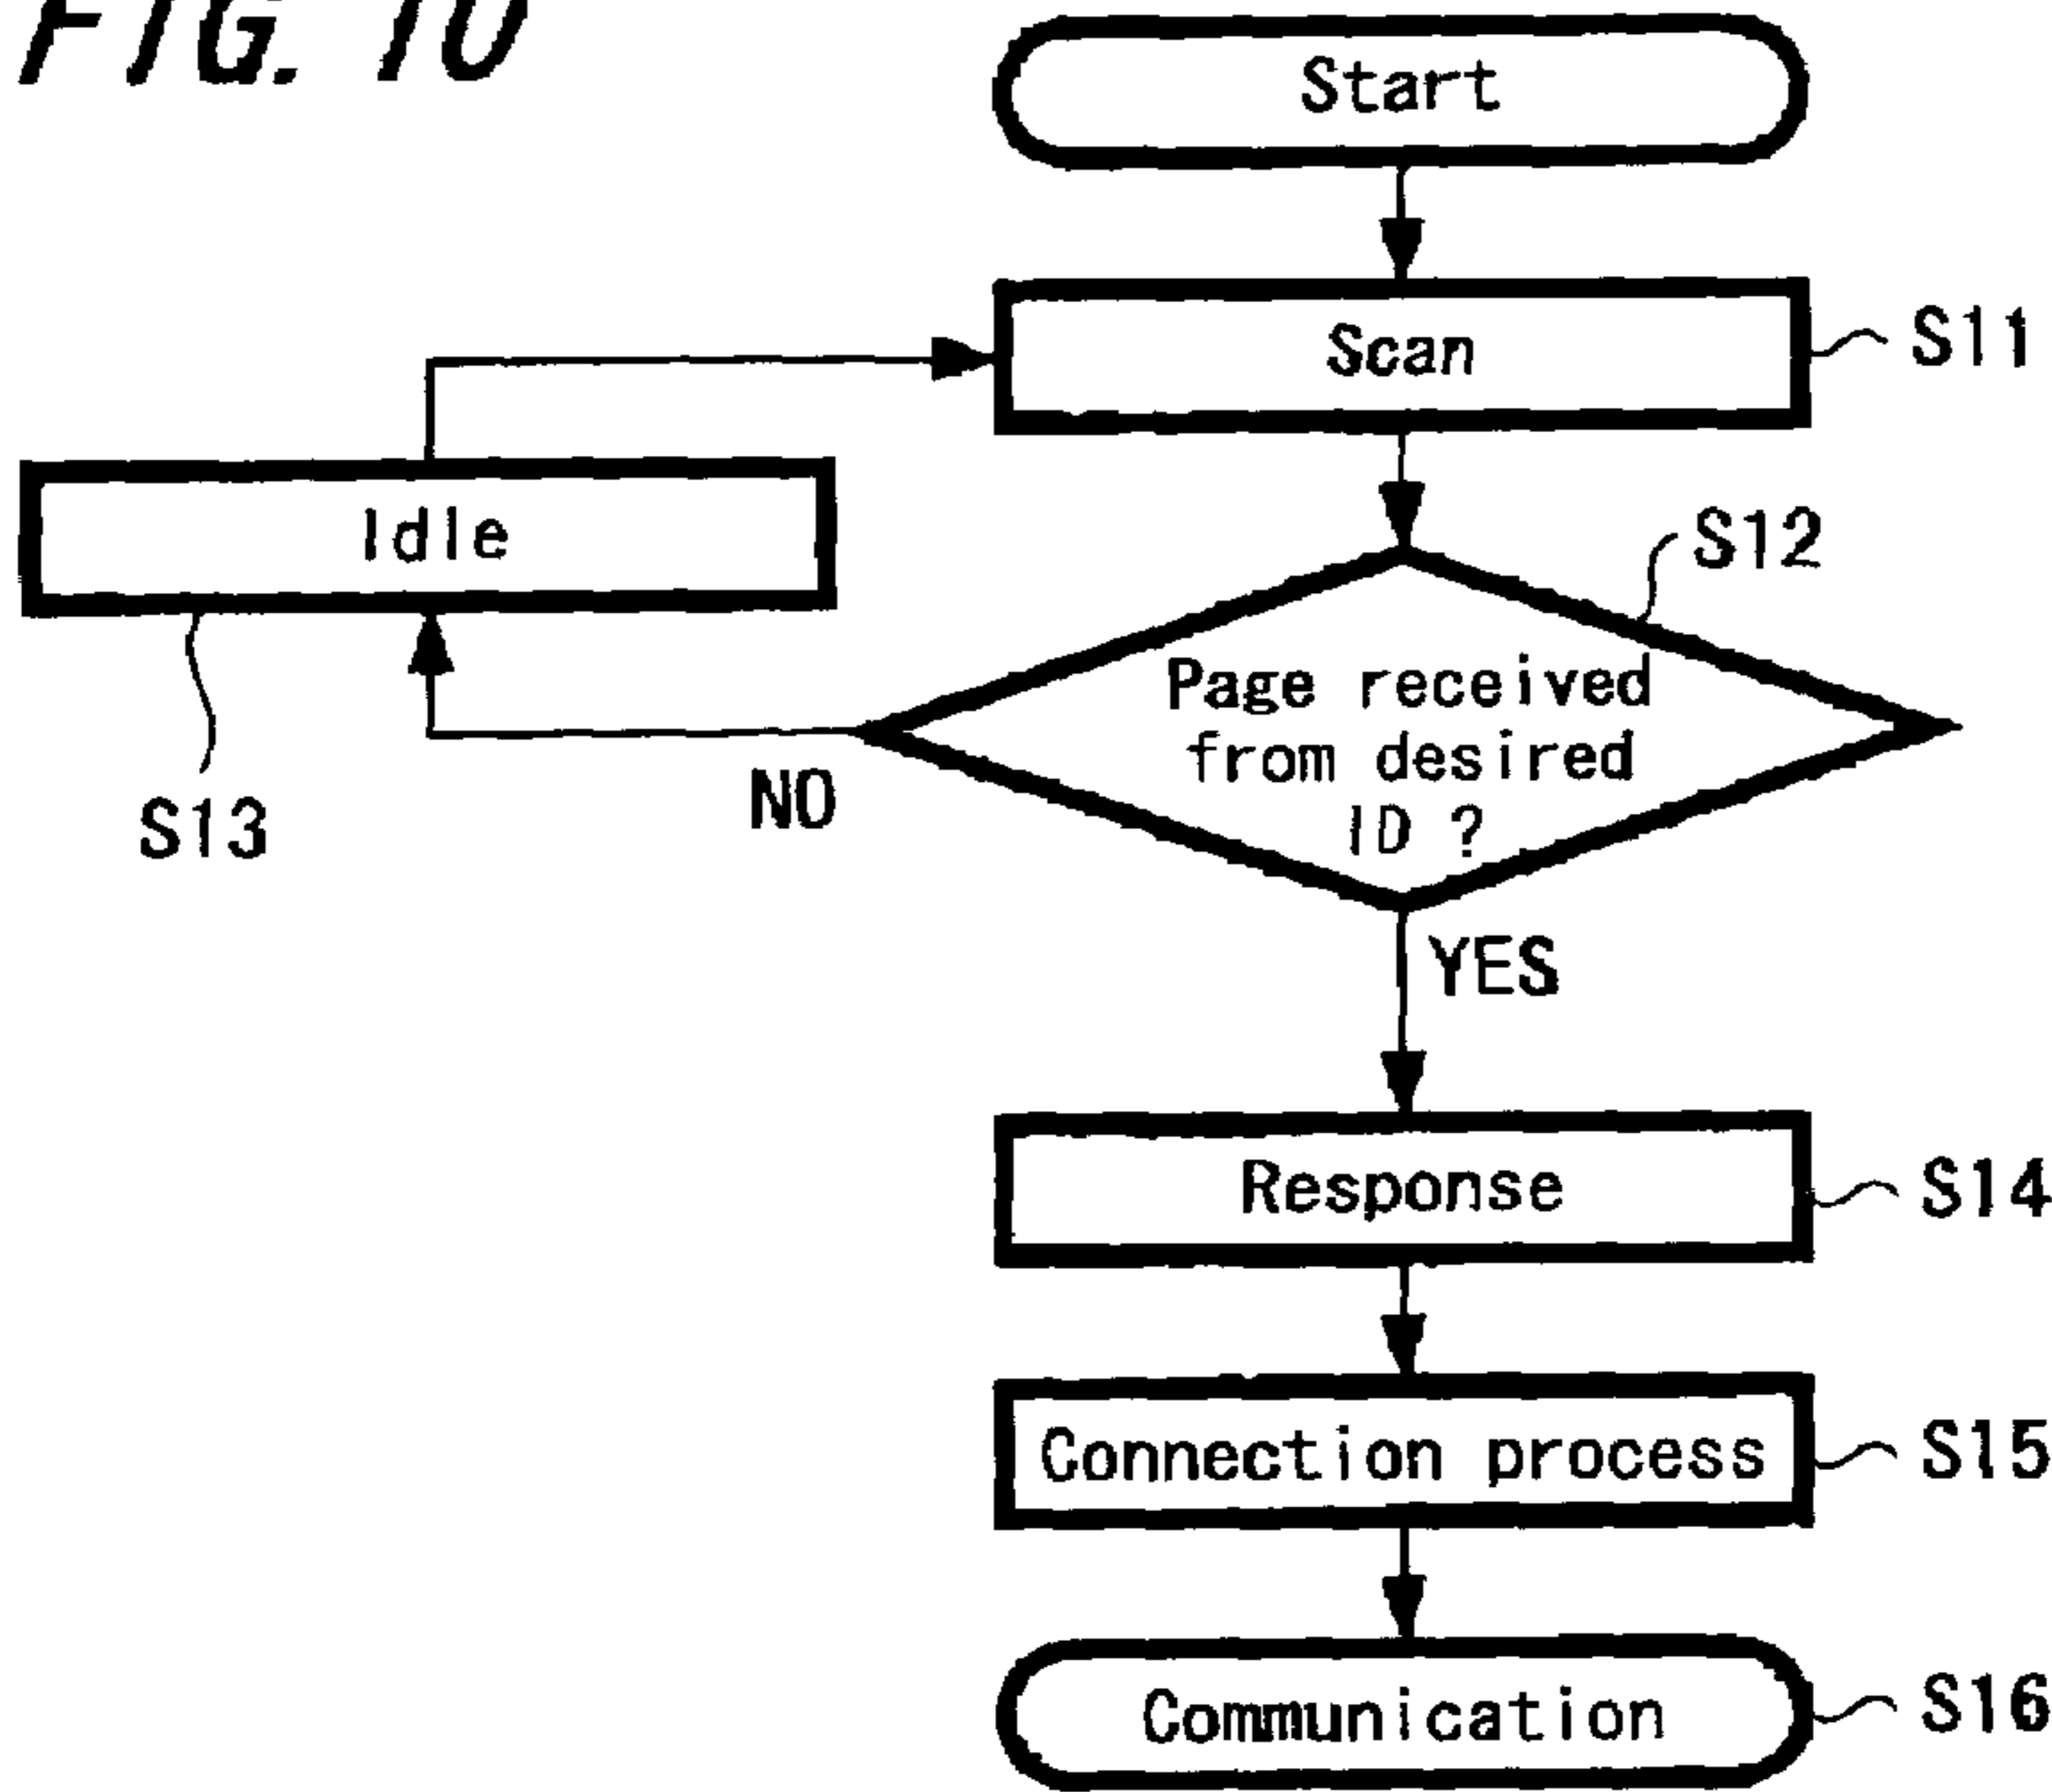 FIG. 10
Start
Scan
S11
Idle
S12
Page received
from desired
ID ?
NO
S13
YES
Response
S14
Connection process
S15
Communication
S16